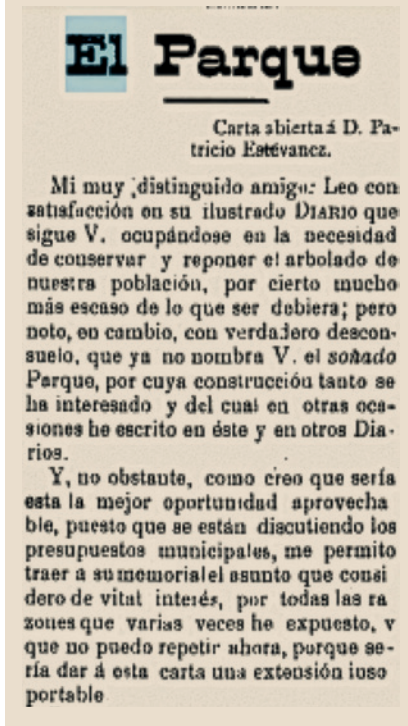 El Parque
Carta abierta á D. Pa-
tricio Estévanez.
Mi muy distinguido amigo: Leo con
satisfacción en su ilustrado DIARIO que
sigue V. ocupándose en la necesidad
de conservar y reponer el arbolado de
nuestra población, por cierto mucho
más escaso de lo que ser debiera; pero
noto, en cambio, con verdadero descon-
suelo, que ya no nombra V. el soñado
Parque, por cuya construcción tanto se
ha interesado y del cual en otras oca-
siones he escrito en éste y en otros Dia-
rios.
Y, no obstante, como creo que sería
esta la mejor oportunidad aprovecha
ble, puesto que se están discutiendo los
presupuestos municipales, me permito
traer a su memoria el asunto que consi
dero de vital interés, por todas las ra
zones que varias veces he expuesto, y
que no puedo repetir ahora, porque se-
ría dar á esta carta una extensión inso
portable